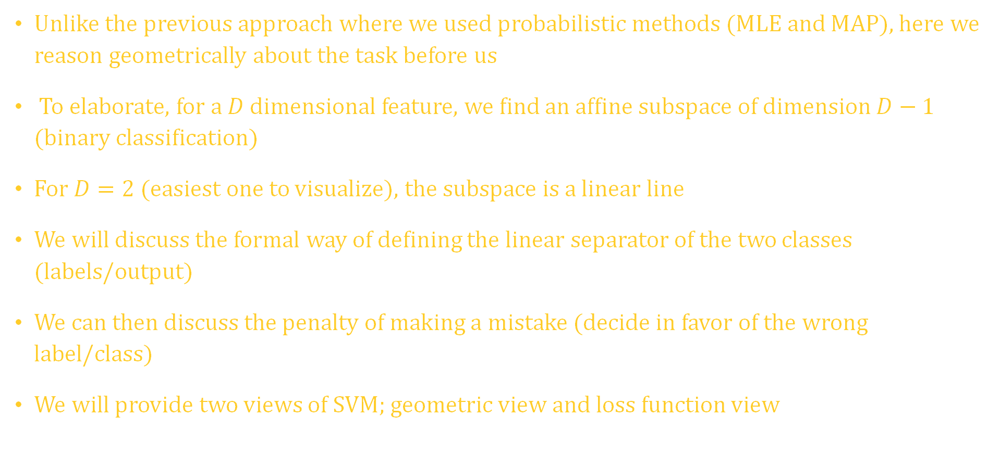 • Unlike the previous approach where we used probabilistic methods (MLE and MAP), here we
reason geometrically about the task before us
• To elaborate, for a D dimensional feature, we find an affine subspace of dimension D − 1
(binary classification)
• For D = 2 (easiest one to visualize), the subspace is a linear line
• We will discuss the formal way of defining the linear separator of the two classes
(labels/output)
• We can then discuss the penalty of making a mistake (decide in favor of the wrong
label/class)
• We will provide two views of SVM; geometric view and loss function view